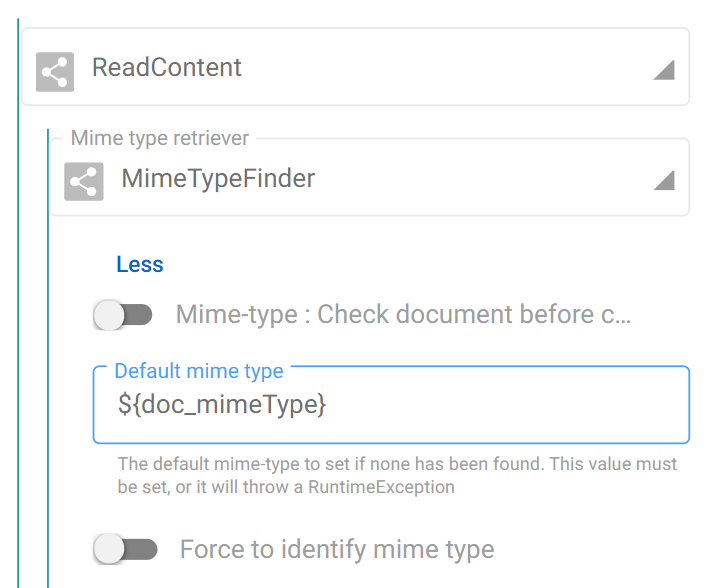 ReadContent
Mime type retriever
MimeTypeFinder
Less
Mime-type : Check document before c...
Default mime type
${doc_mimeType}
The default mime-type to set if none has been found. This value must
be set, or it will throw a RuntimeException
Force to identify mime type